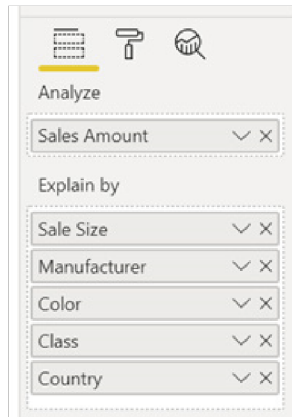 Analyze
Sales Amount
Explain by
Sale Size
Manufacturer
Color
Class
Country